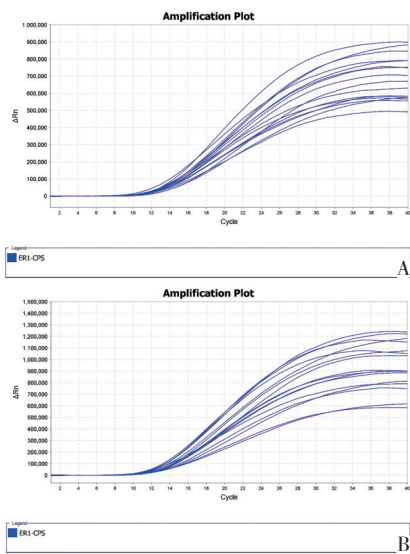 Amplification Plot
1,000,000
900,000
800,000
700,000
600,000
500,000
400,000
300,000
200,000
100,000
0
ΔRn
2 4 6 8 10 12 14 16 18 20 22 24 26 28 30 32 34 36 38 40
Cycle
Legend
ER1-CPS
A
Amplification Plot
1,500,000
1,400,000
1,300,000
1,200,000
1,100,000
1,000,000
900,000
800,000
700,000
600,000
500,000
400,000
300,000
200,000
100,000
0
ΔRn
2 4 6 8 10 12 14 16 18 20 22 24 26 28 30 32 34 36 38 40
Cycle
Legend
ER1-CPS
B